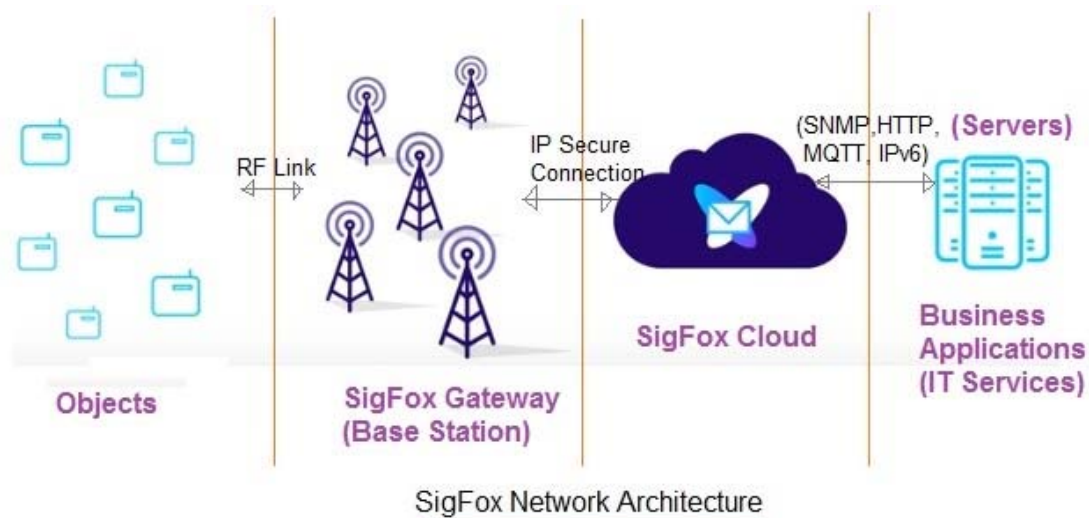 RF Link
IP Secure
Connection
(SNMP,HTTP,
MQTT, IPv6)
(Servers)
Objects
SigFox Gateway
(Base Station)
SigFox Cloud
Business
Applications
(IT Services)
SigFox Network Architecture